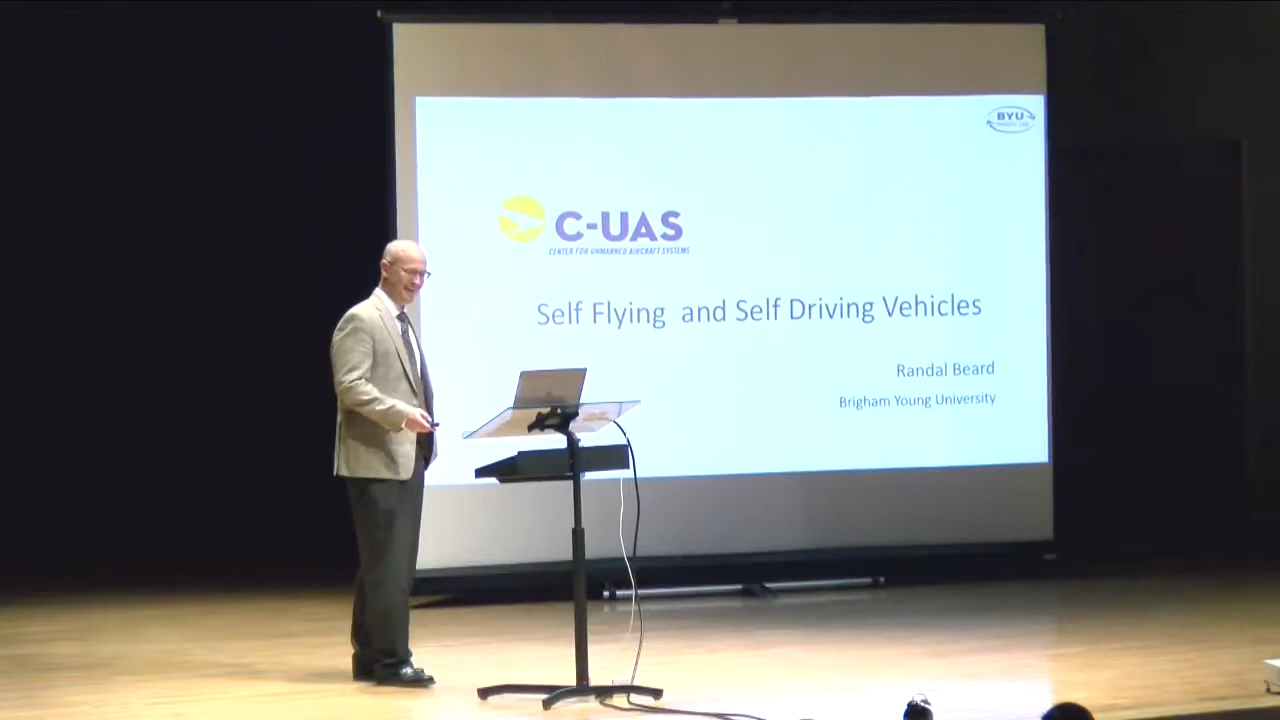 BYU
C-UAS
CENTER FOR UNMANNED AIRCRAFT SYSTEMS
Self Flying and Self Driving Vehicles
Randal Beard
Brigham Young University